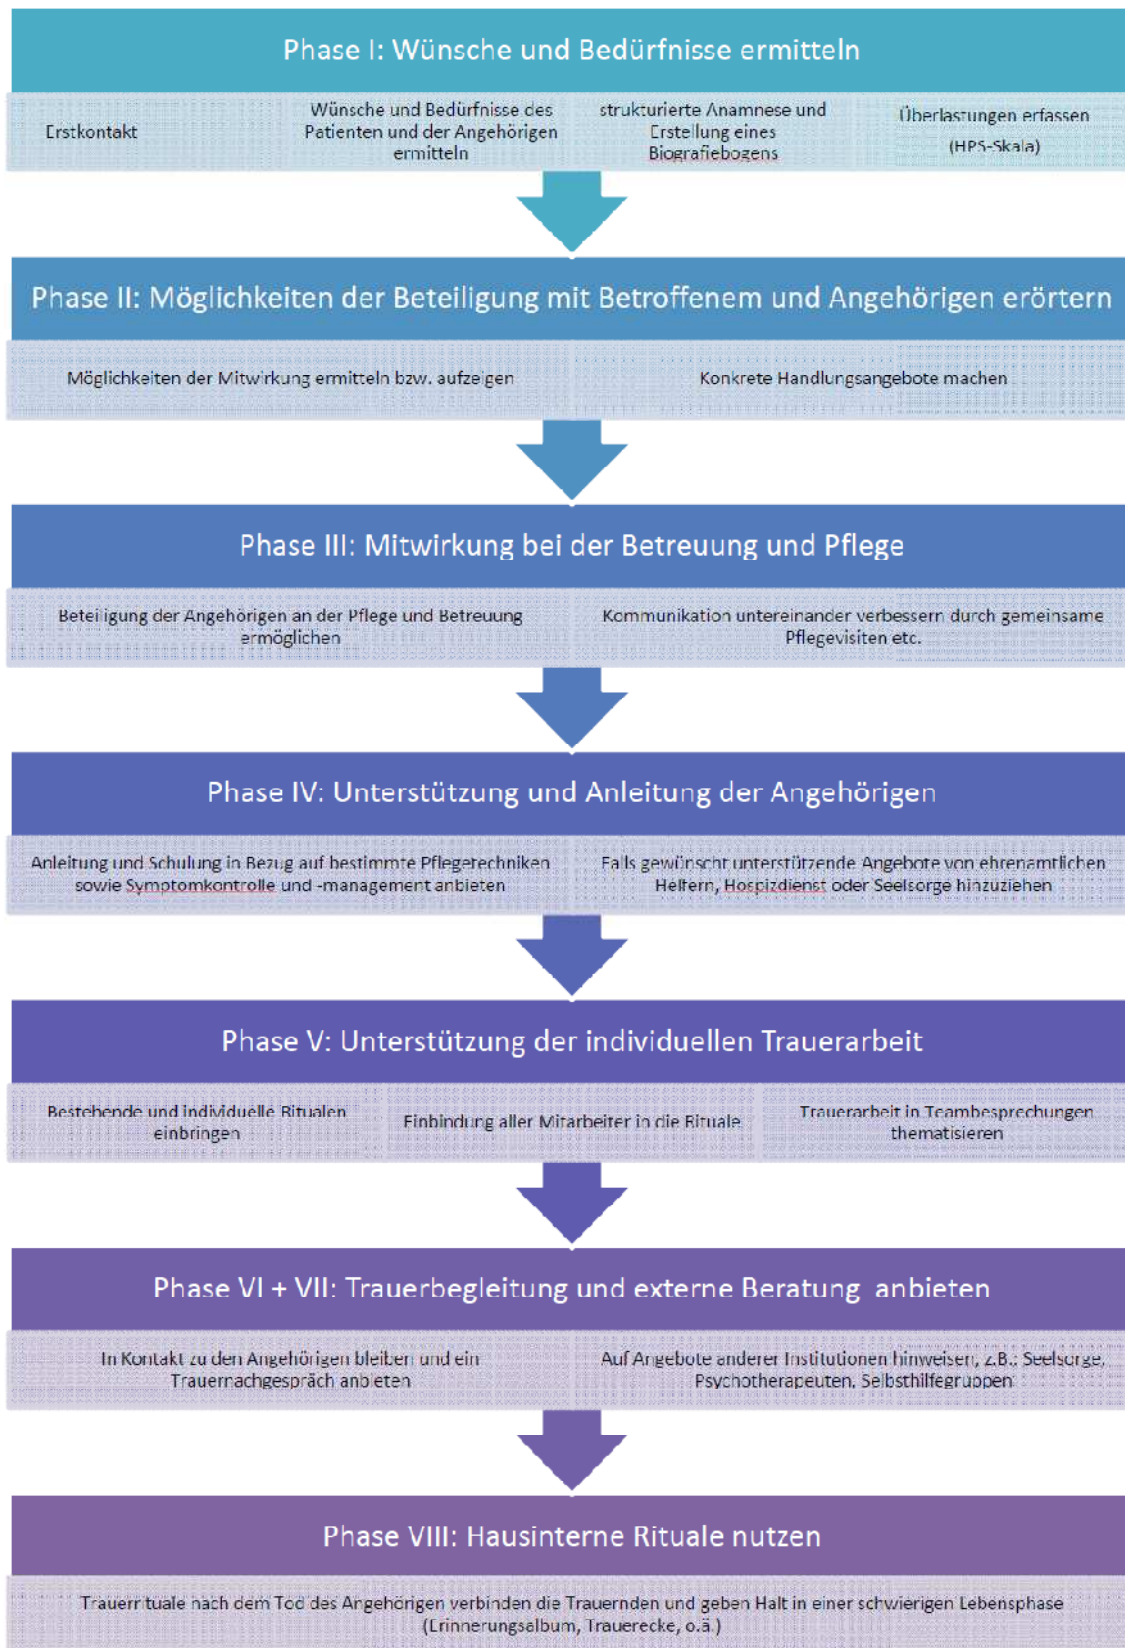 Phase I: Wünsche und Bedürfnisse ermitteln
Erstkontakt
Wünsche und Bedürfnisse des
Patienten und der Angehörigen
ermitteln
strukturierte Anamnese und
Erstellung eines
Biografiebogens
Überlastungen erfassen
(HPS-Skala)
Phase II: Möglichkeiten der Beteiligung mit Betroffenem und Angehörigen erörtern
Möglichkeiten der Mitwirkung ermitteln bzw. aufzeigen
Konkrete Handlungsangebote machen
Phase III: Mitwirkung bei der Betreuung und Pflege
Beteiligung der Angehörigen an der Pflege und Betreuung
ermöglichen
Kommunikation untereinander verbessern durch gemeinsame
Pflegevisiten etc.
Phase IV: Unterstützung und Anleitung der Angehörigen
Anleitung und Schulung in Bezug auf bestimmte Pflegetechniken
sowie Symptomkontrolle und -management anbieten
Falls gewünscht unterstützende Angebote von ehrenamtlichen
Helfern, Hospizdienst oder Seelsorge hinzuziehen
Phase V: Unterstützung der individuellen Trauerarbeit
Bestehende und individuelle Ritualen
einbringen
Einbindung aller Mitarbeiter in die Rituale
Trauerarbeit in Teambesprechungen
thematisieren
Phase VI + VII: Trauerbegleitung und externe Beratung anbieten
In Kontakt zu den Angehörigen bleiben und ein
Trauernachgespräch anbieten
Auf Angebote anderer Institutionen hinweisen, z.B.: Seelsorge,
Psychotherapeuten, Selbsthilfegruppen
Phase VIII: Hausinterne Rituale nutzen
Trauerrituale nach dem Tod des Angehörigen verbinden die Trauernden und geben Halt in einer schwierigen Lebensphase
(Erinnerungsalbum, Trauerecke, o.ä.)